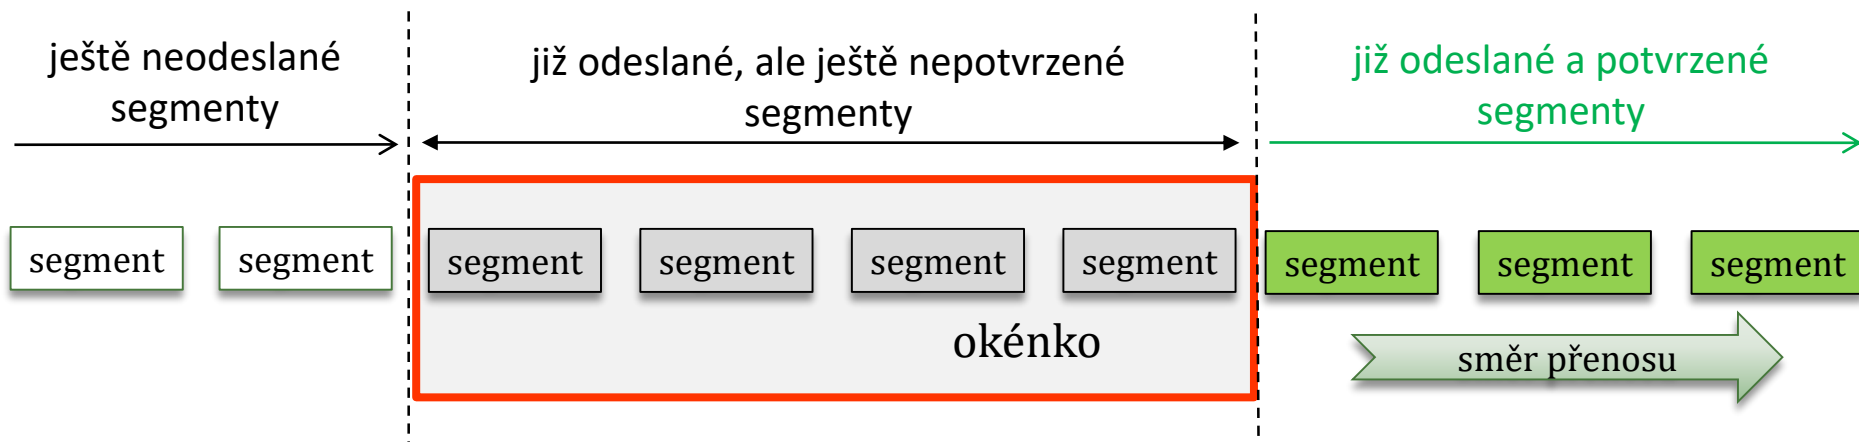 ještě neodeslané
segmenty
již odeslané, ale ještě nepotvrzené
segmenty
již odeslané a potvrzené
segmenty
segment
segment
segment
segment
segment
segment
segment
segment
segment
okénko
směr přenosu